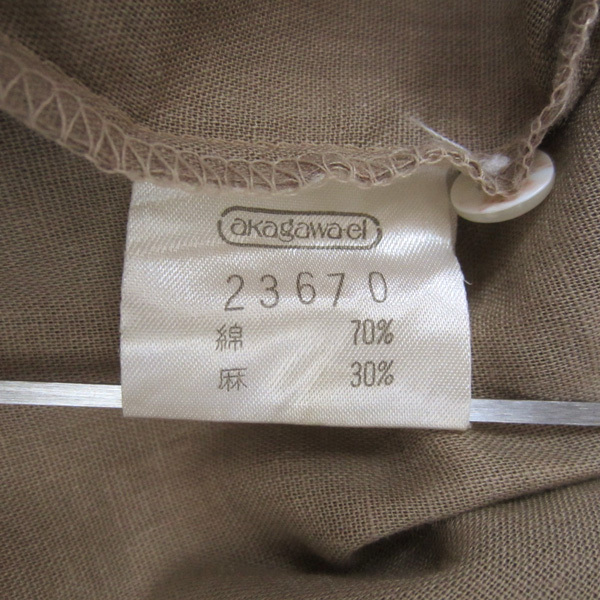 akagawa-el
23670
綿 70%
麻 30%